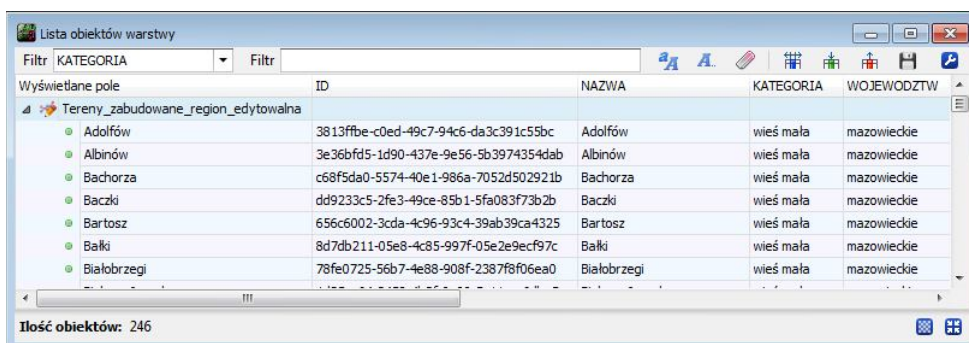 Lista obiektów warstwy
Filtr KATEGORIA Filtr
Wyświetlane pole ID NAZWA KATEGORIA WOJEWODZTW
Tereny_zabudowane_region_edytowalna
Adolfów 3813ffbe-c0ed-49c7-94c6-da3c391c55bc Adolfów wieś mała mazowieckie
Albinów 3e36bfd5-1d90-437e-9e56-5b3974354dab Albinów wieś mała mazowieckie
Bachorza c68f5da0-5574-40e1-986a-7052d502921b Bachorza wieś mała mazowieckie
Baczki dd9233c5-2fe3-49ce-85b1-5fa083f73b2b Baczki wieś mała mazowieckie
Bartosz 656c6002-3cda-4c96-93c4-39ab39ca4325 Bartosz wieś mała mazowieckie
Bałki 8d7db211-05e8-4c85-997f-05e2e9ecf97c Bałki wieś mała mazowieckie
Białobrzegi 78fe0725-56b7-4e88-908f-2387f8f06ea0 Białobrzegi wieś mała mazowieckie
Ilość obiektów: 246